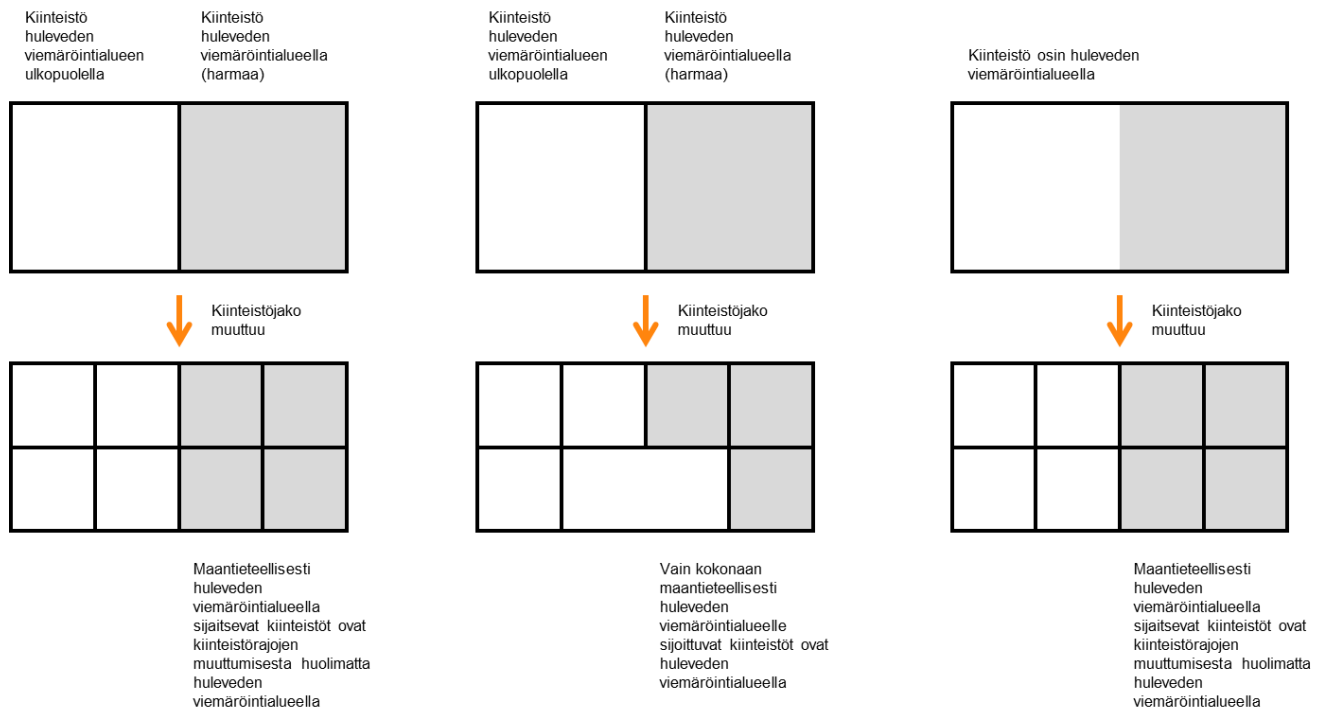 Kiinteistö
huleveden
viemäröintialueen
ulkopuolella
Kiinteistö
huleveden
viemäröintialueella
(harmaa)
Kiinteistö
huleveden
viemäröintialueen
ulkopuolella
Kiinteistö
huleveden
viemäröintialueella
(harmaa)
Kiinteistö osin huleveden
viemäröintialueella
Kiinteistöjako
muuttuu
Kiinteistöjako
muuttuu
Kiinteistöjako
muuttuu
Maantieteellisesti
huleveden
viemäröintialueella
sijaitsevat kiinteistöt ovat
kiinteistörajojen
muuttumisesta huolimatta
huleveden
viemäröintialueella
Vain kokonaan
maantieteellisesti
huleveden
viemäröintialueelle
sijoittuvat kiinteistöt ovat
huleveden
viemäröintialueella
Maantieteellisesti
huleveden
viemäröintialueella
sijaitsevat kiinteistöt ovat
kiinteistörajojen
muuttumisesta huolimatta
huleveden
viemäröintialueella